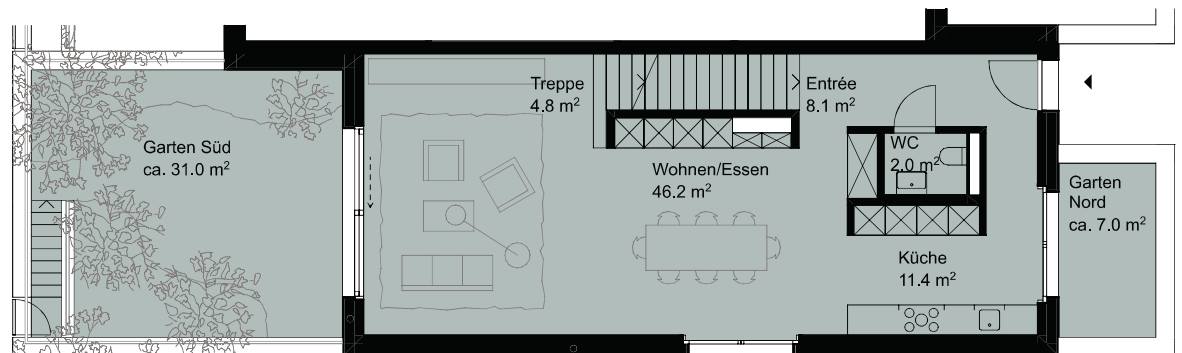 Treppe
4.8 m²
Entrée
8.1 m²
Garten Süd
ca. 31.0 m²
WC
2.0 m²
Wohnen/Essen
46.2 m²
Garten
Nord
ca. 7.0 m²
Küche
11.4 m²